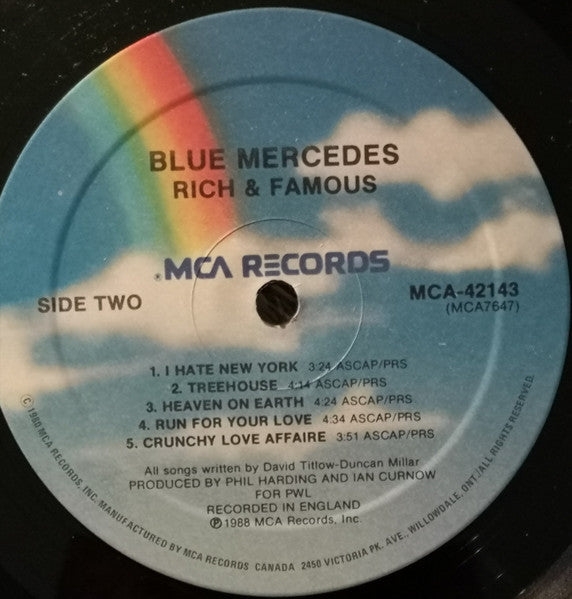 BLUE MERCEDES
RICH & FAMOUS
®MCA RECORDS
SIDE TWO
MCA-42143
(MCA7647)
1. I HATE NEW YORK 3:24 ASCAP/PRS
2. TREEHOUSE 4:14 ASCAP/PRS
3. HEAVEN ON EARTH 4:24 ASCAP/PRS
4. RUN FOR YOUR LOVE 4:34 ASCAP/PRS
5. CRUNCHY LOVE AFFAIRE 3:51 ASCAP/PRS
All songs written by David Titlow-Duncan Millar
PRODUCED BY PHIL HARDING AND IAN CURNOW
FOR PWL
RECORDED IN ENGLAND
℗1988 MCA Records, Inc.
©1980 MCA RECORDS, INC. MANUFACTURED BY MCA RECORDS CANADA 2450 VICTORIA PK. AVE., WILLOWDALE, ONT./ALL RIGHTS RESERVED.